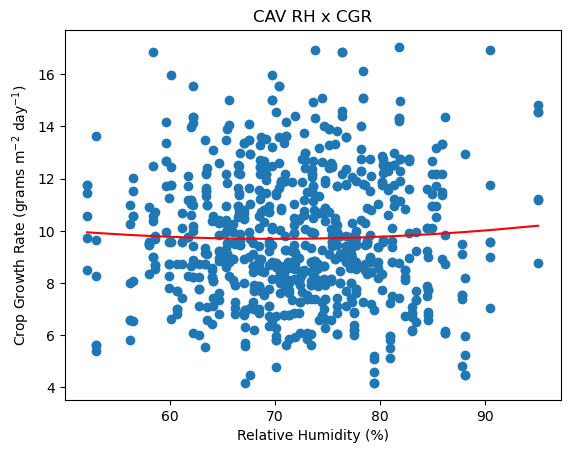 CAV RH x CGR
Crop Growth Rate (grams m⁻² day⁻¹)
16
14
12
10
8
6
4
60 70 80 90
Relative Humidity (%)